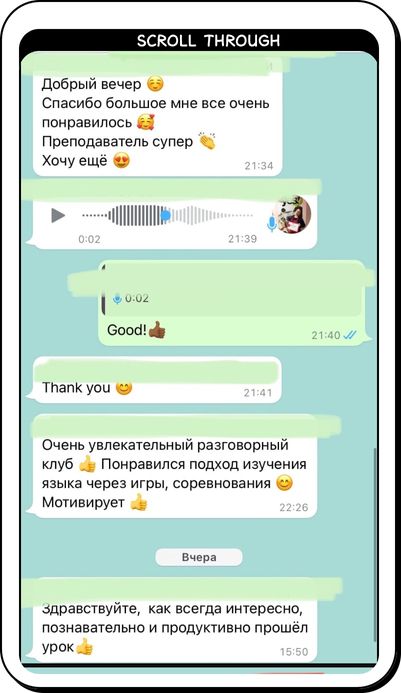 SCROLL THROUGH
Добрый вечер ☺️
Спасибо большое мне все очень
понравилось 🥰
Преподаватель супер 👏
Хочу ещё 😍
21:34
0:02
21:39
0:02
Good!👍🏾
21:40
Thank you 😊
21:41
Очень увлекательный разговорный
клуб 👍 Понравился подход изучения
языка через игры, соревнования 😊
Мотивирует 👍
22:26
Вчера
Здравствуйте, как всегда интересно,
познавательно и продуктивно прошёл
урок👍
15:50